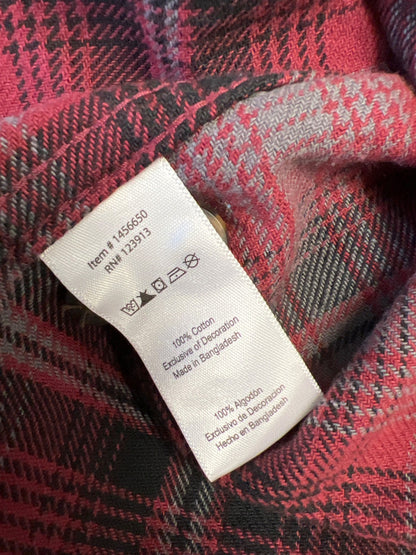 Item # 1456650
RN# 123913
100% Cotton
Exclusive of Decoration
Made in Bangladesh
100% Algodón
Exclusivo de Decoracion
Hecho en Bangladesh